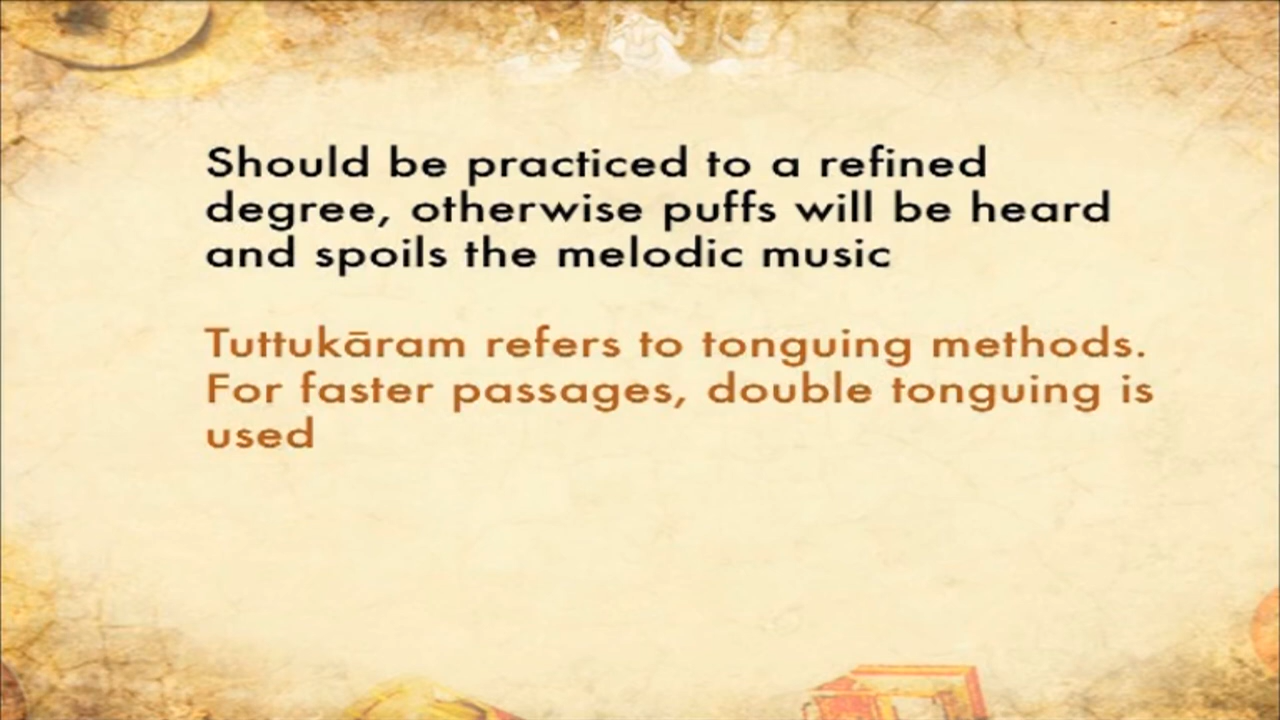 Should be practiced to a refined
degree, otherwise puffs will be heard
and spoils the melodic music
Tuttukāram refers to tonguing methods.
For faster passages, double tonguing is
used